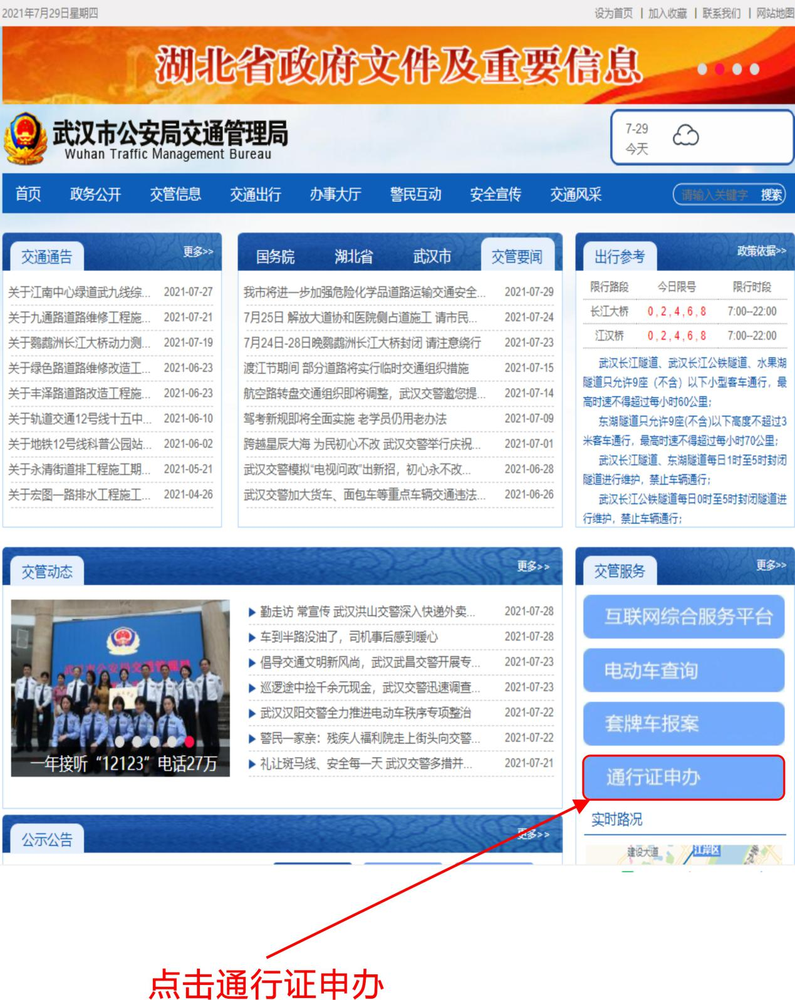 2021年7月29日星期四
设为首页 | 加入收藏 | 联系我们 | 网站地图
湖北省政府文件及重要信息
武汉市公安局交通管理局
Wuhan Traffic Management Bureau
7-29
今天
首页 政务公开 交管信息 交通出行 办事大厅 警民互动 安全宣传 交通风采 请输入关键字 搜索
交通通告 更多>>
关于江南中心绿道武九线综... 2021-07-27
关于九通路道路维修工程施... 2021-07-21
关于鹦鹉洲长江大桥动力测... 2021-07-19
关于绿色路道路维修改造工... 2021-06-23
关于丰泽路道路改造工程施... 2021-06-23
关于轨道交通12号线十五中... 2021-06-10
关于地铁12号线科普公园站... 2021-06-02
关于永清街道排工程施工期... 2021-05-21
关于宏图一路排水工程施工... 2021-04-26
国务院 湖北省 武汉市 交管要闻
我市将进一步加强危险化学品道路运输交通安全... 2021-07-29
7月25日 解放大道协和医院侧占道施工 请市民... 2021-07-24
7月24日-28日晚鹦鹉洲长江大桥封闭 请注意绕行 2021-07-23
渡江节期间 部分道路将实行临时交通组织措施 2021-07-15
航空路转盘交通组织即将调整，武汉交警邀您提... 2021-07-14
驾考新规即将全面实施 老学员仍用老办法 2021-07-09
跨越星辰大海 为民初心不改 武汉交警举行庆祝... 2021-07-01
武汉交警模拟“电视问政”出新招，初心永不改... 2021-06-28
武汉交警加大货车、面包车等重点车辆交通违法... 2021-06-26
出行参考 政策依据>>
限行路段 今日限号 限行时段
长江大桥 0,2,4,6,8 7:00--22:00
江汉桥 0,2,4,6,8 7:00--22:00
武汉长江隧道、武汉长江公铁隧道、水果湖
隧道只允许9座（不含）以下小型客车通行，最
高时速不得超过每小时60公里；
东湖隧道只允许9座(不含)以下高度不超过3
米客车通行，最高时速不得超过每小时70公里；
武汉长江隧道、东湖隧道每日1时至5时封闭
隧道进行维护，禁止车辆通行；
武汉长江公铁隧道每日0时至5时封闭隧道进
行维护，禁止车辆通行；
交管动态 更多>>
武汉市公安局交通管理局
一年接听“12123”电话27万
勤走访 常宣传 武汉洪山交警深入快递外卖... 2021-07-28
车到半路没油了，司机事后感到暖心 2021-07-28
倡导交通文明新风尚，武汉武昌交警开展专... 2021-07-23
巡逻途中捡千余元现金，武汉交警迅速调查... 2021-07-23
武汉汉阳交警全力推进电动车秩序专项整治 2021-07-22
警民一家亲：残疾人福利院走上街头向交警... 2021-07-22
礼让斑马线、安全每一天 武汉交警多措并... 2021-07-21
交管服务 更多>>
互联网综合服务平台
电动车查询
套牌车报案
通行证申办
实时路况
建设大道 江岸区
公示公告 更多>>
点击通行证申办